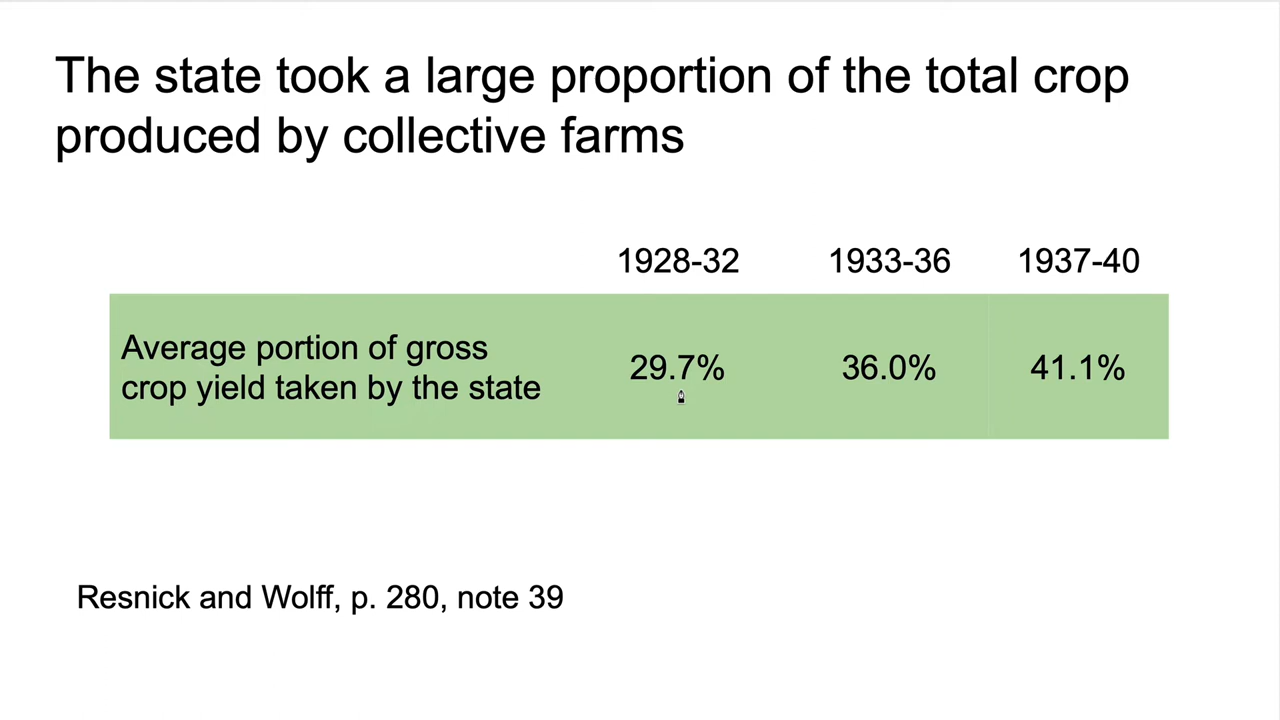 The state took a large proportion of the total crop
produced by collective farms
1928-32 1933-36 1937-40
Average portion of gross
crop yield taken by the state
29.7% 36.0% 41.1%
Resnick and Wolff, p. 280, note 39